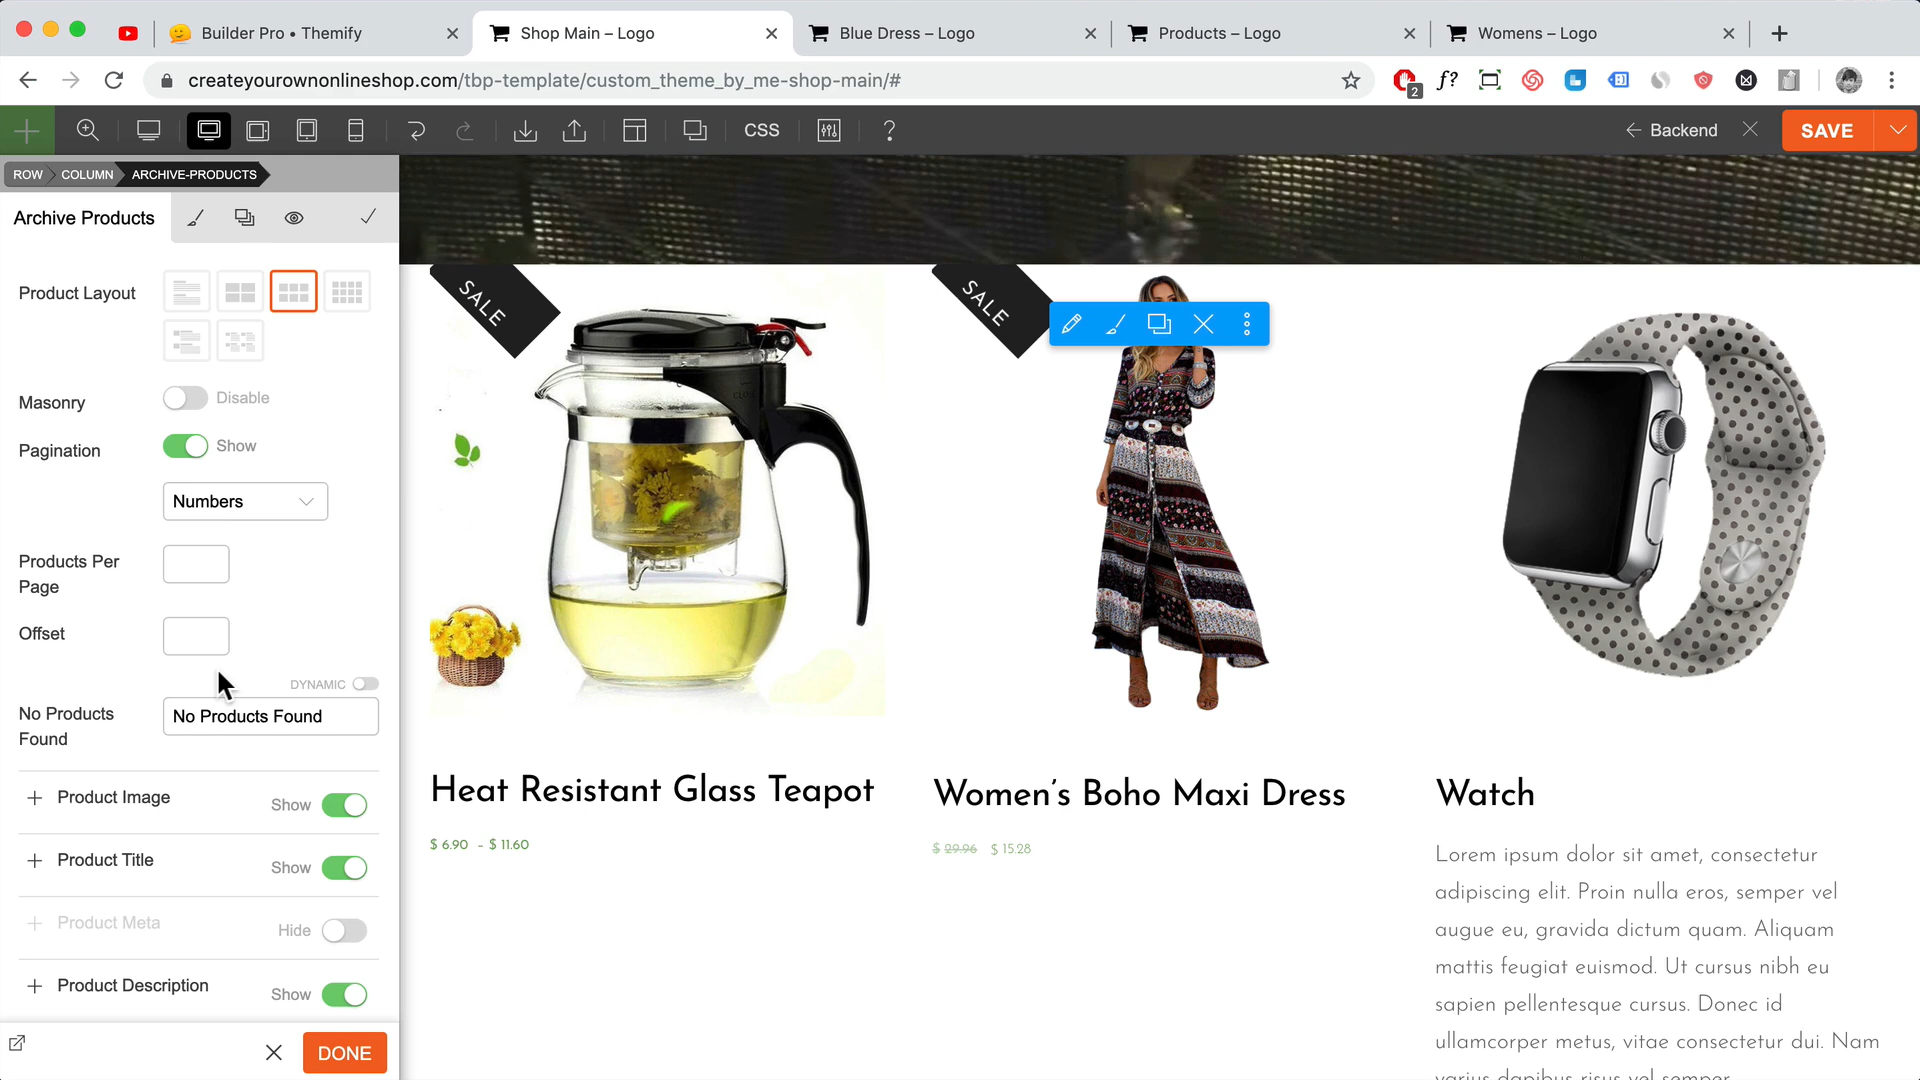 Builder Pro • Themify
Shop Main – Logo
Blue Dress – Logo
Products – Logo
Womens – Logo
createyourownonlineshop.com/tbp-template/custom_theme_by_me-shop-main/#
f?
2
CSS
?
Backend
SAVE
ROW
COLUMN
ARCHIVE-PRODUCTS
Archive Products
Product Layout
Masonry
Disable
Pagination
Show
Numbers
Products Per
Page
Offset
DYNAMIC
No Products
Found
No Products Found
Product Image
Show
Product Title
Show
Product Meta
Hide
Product Description
Show
DONE
SALE
SALE
Heat Resistant Glass Teapot
$ 6.90 – $ 11.60
Women's Boho Maxi Dress
$ 29.96 $ 15.28
Watch
Lorem ipsum dolor sit amet, consectetur
adipiscing elit. Proin nulla eros, semper vel
augue eu, gravida dictum quam. Aliquam
mattis feugiat euismod. Ut cursus nibh eu
sapien pellentesque cursus. Donec id
ullamcorper metus, vitae consectetur dui. Nam
varius dapibus risus vel semper